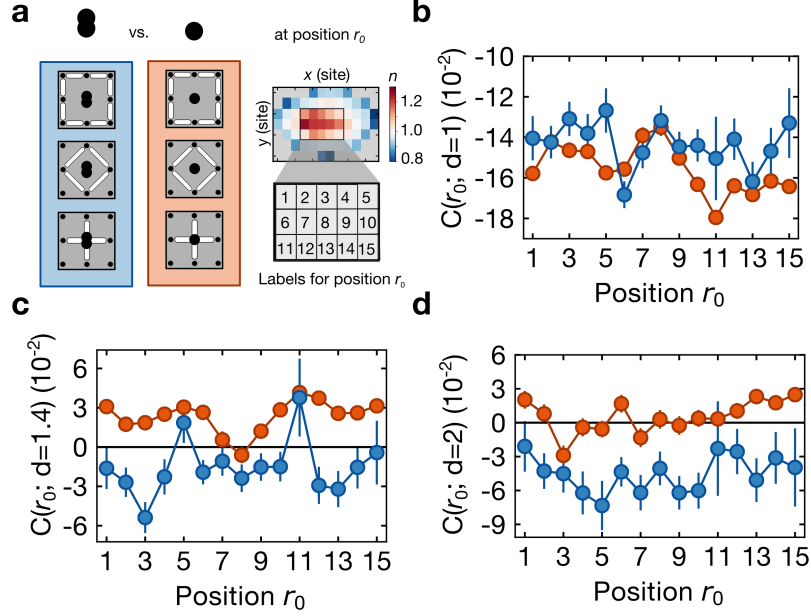 a
vs.
at position r₀
x (site)
y (site)
n
1.2
1.0
0.8
1 2 3 4 5
6 7 8 9 10
11 12 13 14 15
Labels for position r₀
b
C(r₀; d=1) (10⁻²)
-10
-12
-14
-16
-18
1 3 5 7 9 11 13 15
Position r₀
c
C(r₀; d=1.4) (10⁻²)
6
3
0
-3
-6
1 3 5 7 9 11 13 15
Position r₀
d
C(r₀; d=2) (10⁻²)
6
3
0
-3
-6
-9
1 3 5 7 9 11 13 15
Position r₀